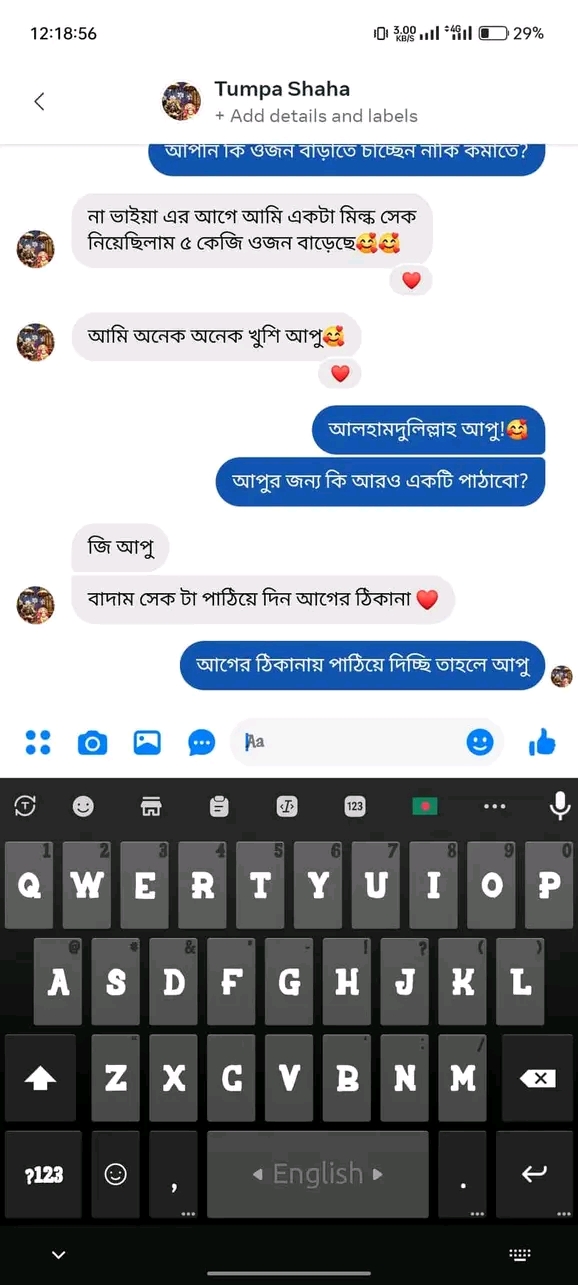 12:18:56
3.00 KB/S 4G 29%
Tumpa Shaha
+ Add details and labels
আপনি কি ওজন বাড়াতে চাচ্ছেন নাকি কমাতে?
না ভাইয়া এর আগে আমি একটা মিল্ক সেক
নিয়েছিলাম ৫ কেজি ওজন বাড়েছে🥰🥰
❤️
আমি অনেক অনেক খুশি আপু🥰
❤️
আলহামদুলিল্লাহ আপু!🥰
আপুর জন্য কি আরও একটি পাঠাবো?
জি আপু
বাদাম সেক টা পাঠিয়ে দিন আগের ঠিকানা ❤️
আগের ঠিকানায় পাঠিয়ে দিচ্ছি তাহলে আপু
Aa
T 123
1 2 3 4 5 6 7 8 9 0
Q W E R T Y U I O P
@ # & * - ! ? ( )
A S D F G H J K L
Z X C V B N M
?123 , English .